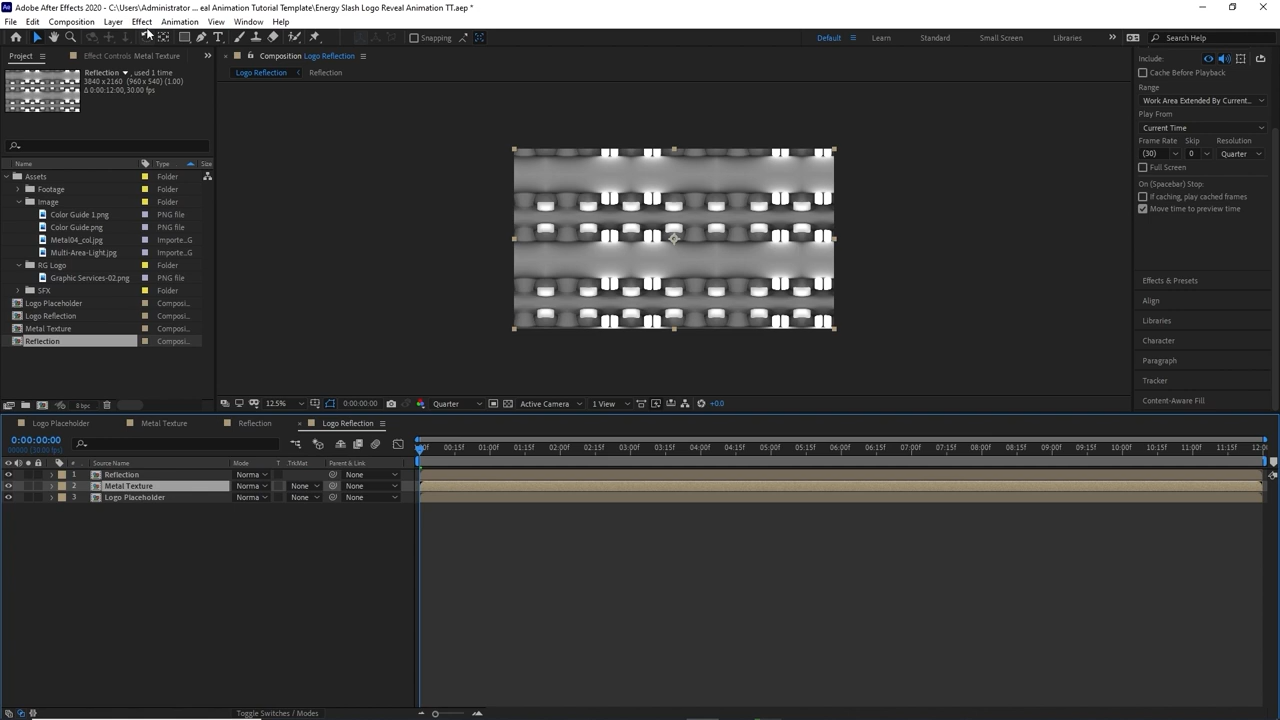 Adobe After Effects 2020 - C:\Users\Administrator ... eal Animation Tutorial Template\Energy Slash Logo Reveal Animation TT.aep *
File Edit Composition Layer Effect Animation View Window Help
Snapping Default Learn Standard Small Screen Libraries Search Help
Project Effect Controls Metal Texture
Reflection , used 1 time
3840 x 2160 (960 x 540) (1.00)
Δ 0:00:12:00, 30.00 fps
Composition Logo Reflection
Logo Reflection Reflection
Name Type Size
Assets Folder
Footage Folder
Image Folder
Color Guide 1.png PNG file
Color Guide.png PNG file
Metal04_col.jpg Importe...G
Multi-Area-Light.jpg Importe...G
RG Logo Folder
Graphic Services-02.png PNG file
SFX Folder
Logo Placeholder Composi...
Logo Reflection Composi...
Metal Texture Composi...
Reflection Composi...
8 bpc
12.5% 0:00:00:00 Quarter Active Camera 1 View +0.0
Include:
Cache Before Playback
Range
Work Area Extended By Current...
Play From
Current Time
Frame Rate Skip Resolution
(30) 0 Quarter
Full Screen
On (Spacebar) Stop:
If caching, play cached frames
Move time to preview time
Effects & Presets
Align
Libraries
Character
Paragraph
Tracker
Content-Aware Fill
Logo Placeholder Metal Texture Reflection Logo Reflection
0:00:00:00
00000 (30.00 fps)
00f 00:15f 01:00f 01:15f 02:00f 02:15f 03:00f 03:15f 04:00f 04:15f 05:00f 05:15f 06:00f 06:15f 07:00f 07:15f 08:00f 08:15f 09:00f 09:15f 10:00f 10:15f 11:00f 11:15f 12:0
# Source Name Mode T TrkMat Parent & Link
1 Reflection Norma None
2 Metal Texture Norma None None
3 Logo Placeholder Norma None None
Toggle Switches / Modes